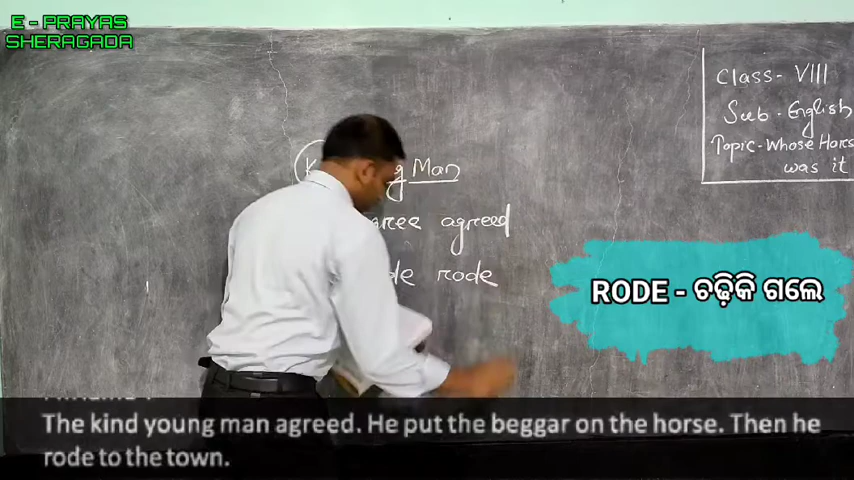 E - PRAYAS
SHERAGADA
Class - VIII
Sub - English
Topic - Whose Hors
was it
Man
agreed
rode
RODE - ଚଢ଼ିକି ଗଲେ
The kind young man agreed. He put the beggar on the horse. Then he
rode to the town.